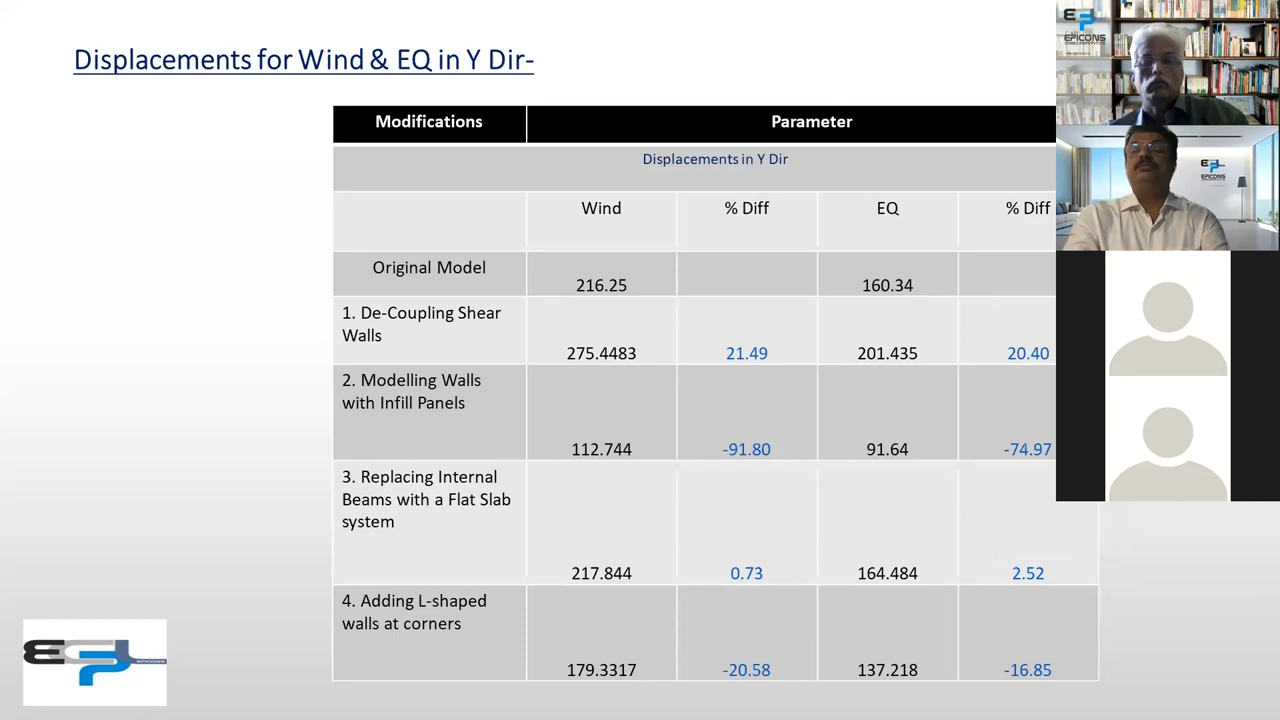 Displacements for Wind & EQ in Y Dir-
Modifications Parameter
Displacements in Y Dir
Wind % Diff EQ % Diff
Original Model
216.25 160.34
1. De-Coupling Shear
Walls
275.4483 21.49 201.435 20.40
2. Modelling Walls
with Infill Panels
112.744 -91.80 91.64 -74.97
3. Replacing Internal
Beams with a Flat Slab
system
217.844 0.73 164.484 2.52
4. Adding L-shaped
walls at corners
179.3317 -20.58 137.218 -16.85
EPICONS
EPICONS
EPICONS